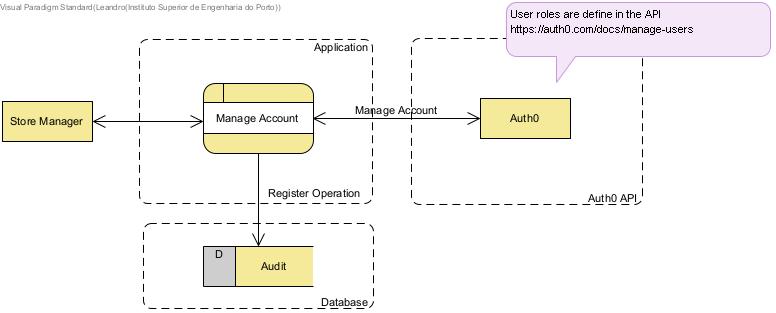 Visual Paradigm Standard(Leandro(Instituto Superior de Engenharia do Porto))
User roles are define in the API
https://auth0.com/docs/manage-users
Application
Store Manager
Manage Account
Manage Account
Auth0
Register Operation
Auth0 API
D
Audit
Database